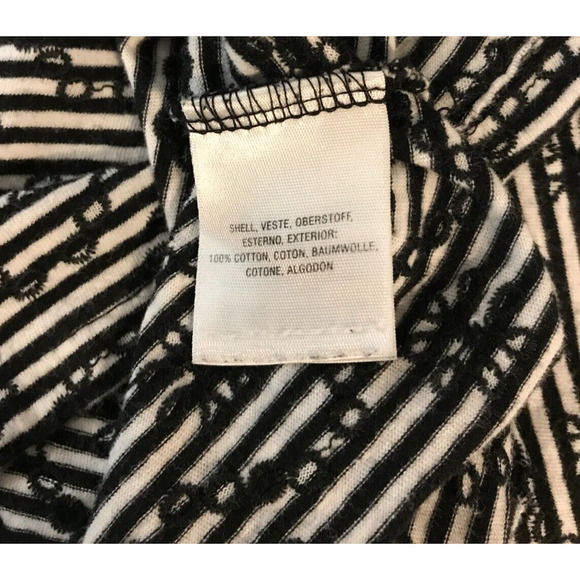 SHELL, VESTE, OBERSTOFF,
ESTERNO, EXTERIOR:
100% COTTON, COTON, BAUMWOLLE,
COTONE, ALGODON